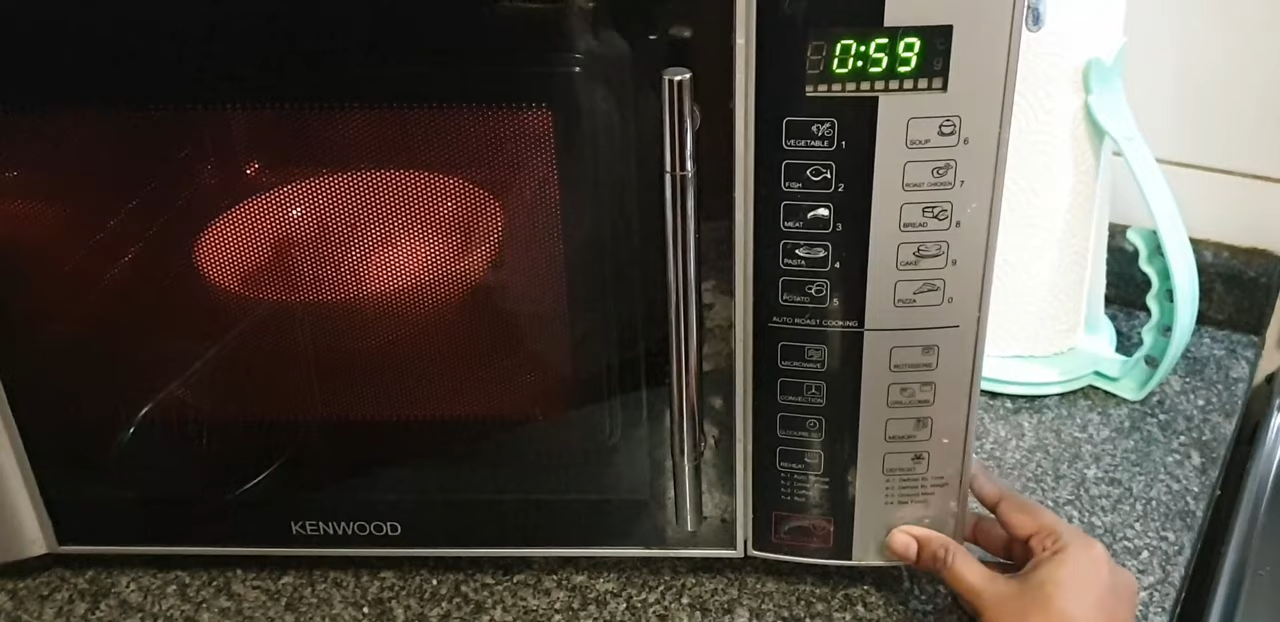 0:59
g
VEGETABLE 1
SOUP 6
FISH 2
ROAST CHICKEN 7
MEAT 3
BREAD 8
PASTA 4
CAKE 9
POTATO 5
PIZZA 0
AUTO ROAST COOKING
MICROWAVE
ROTISSERIE
CONVECTION
GRILL/COMBI.
MEMORY
REHEAT
DEFROST
KENWOOD